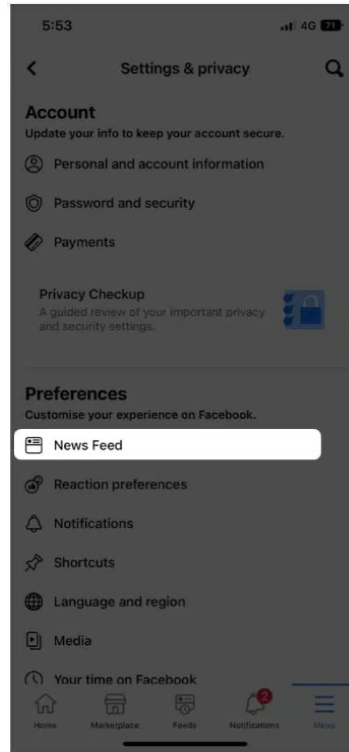 5:53
4G 71
Settings & privacy
Account
Update your info to keep your account secure.
Personal and account information
Password and security
Payments
Privacy Checkup
A guided review of your important privacy
and security settings.
Preferences
Customise your experience on Facebook.
News Feed
Reaction preferences
Notifications
Shortcuts
Language and region
Media
Your time on Facebook
2
Home
Marketplace
Feeds
Notifications
Menu